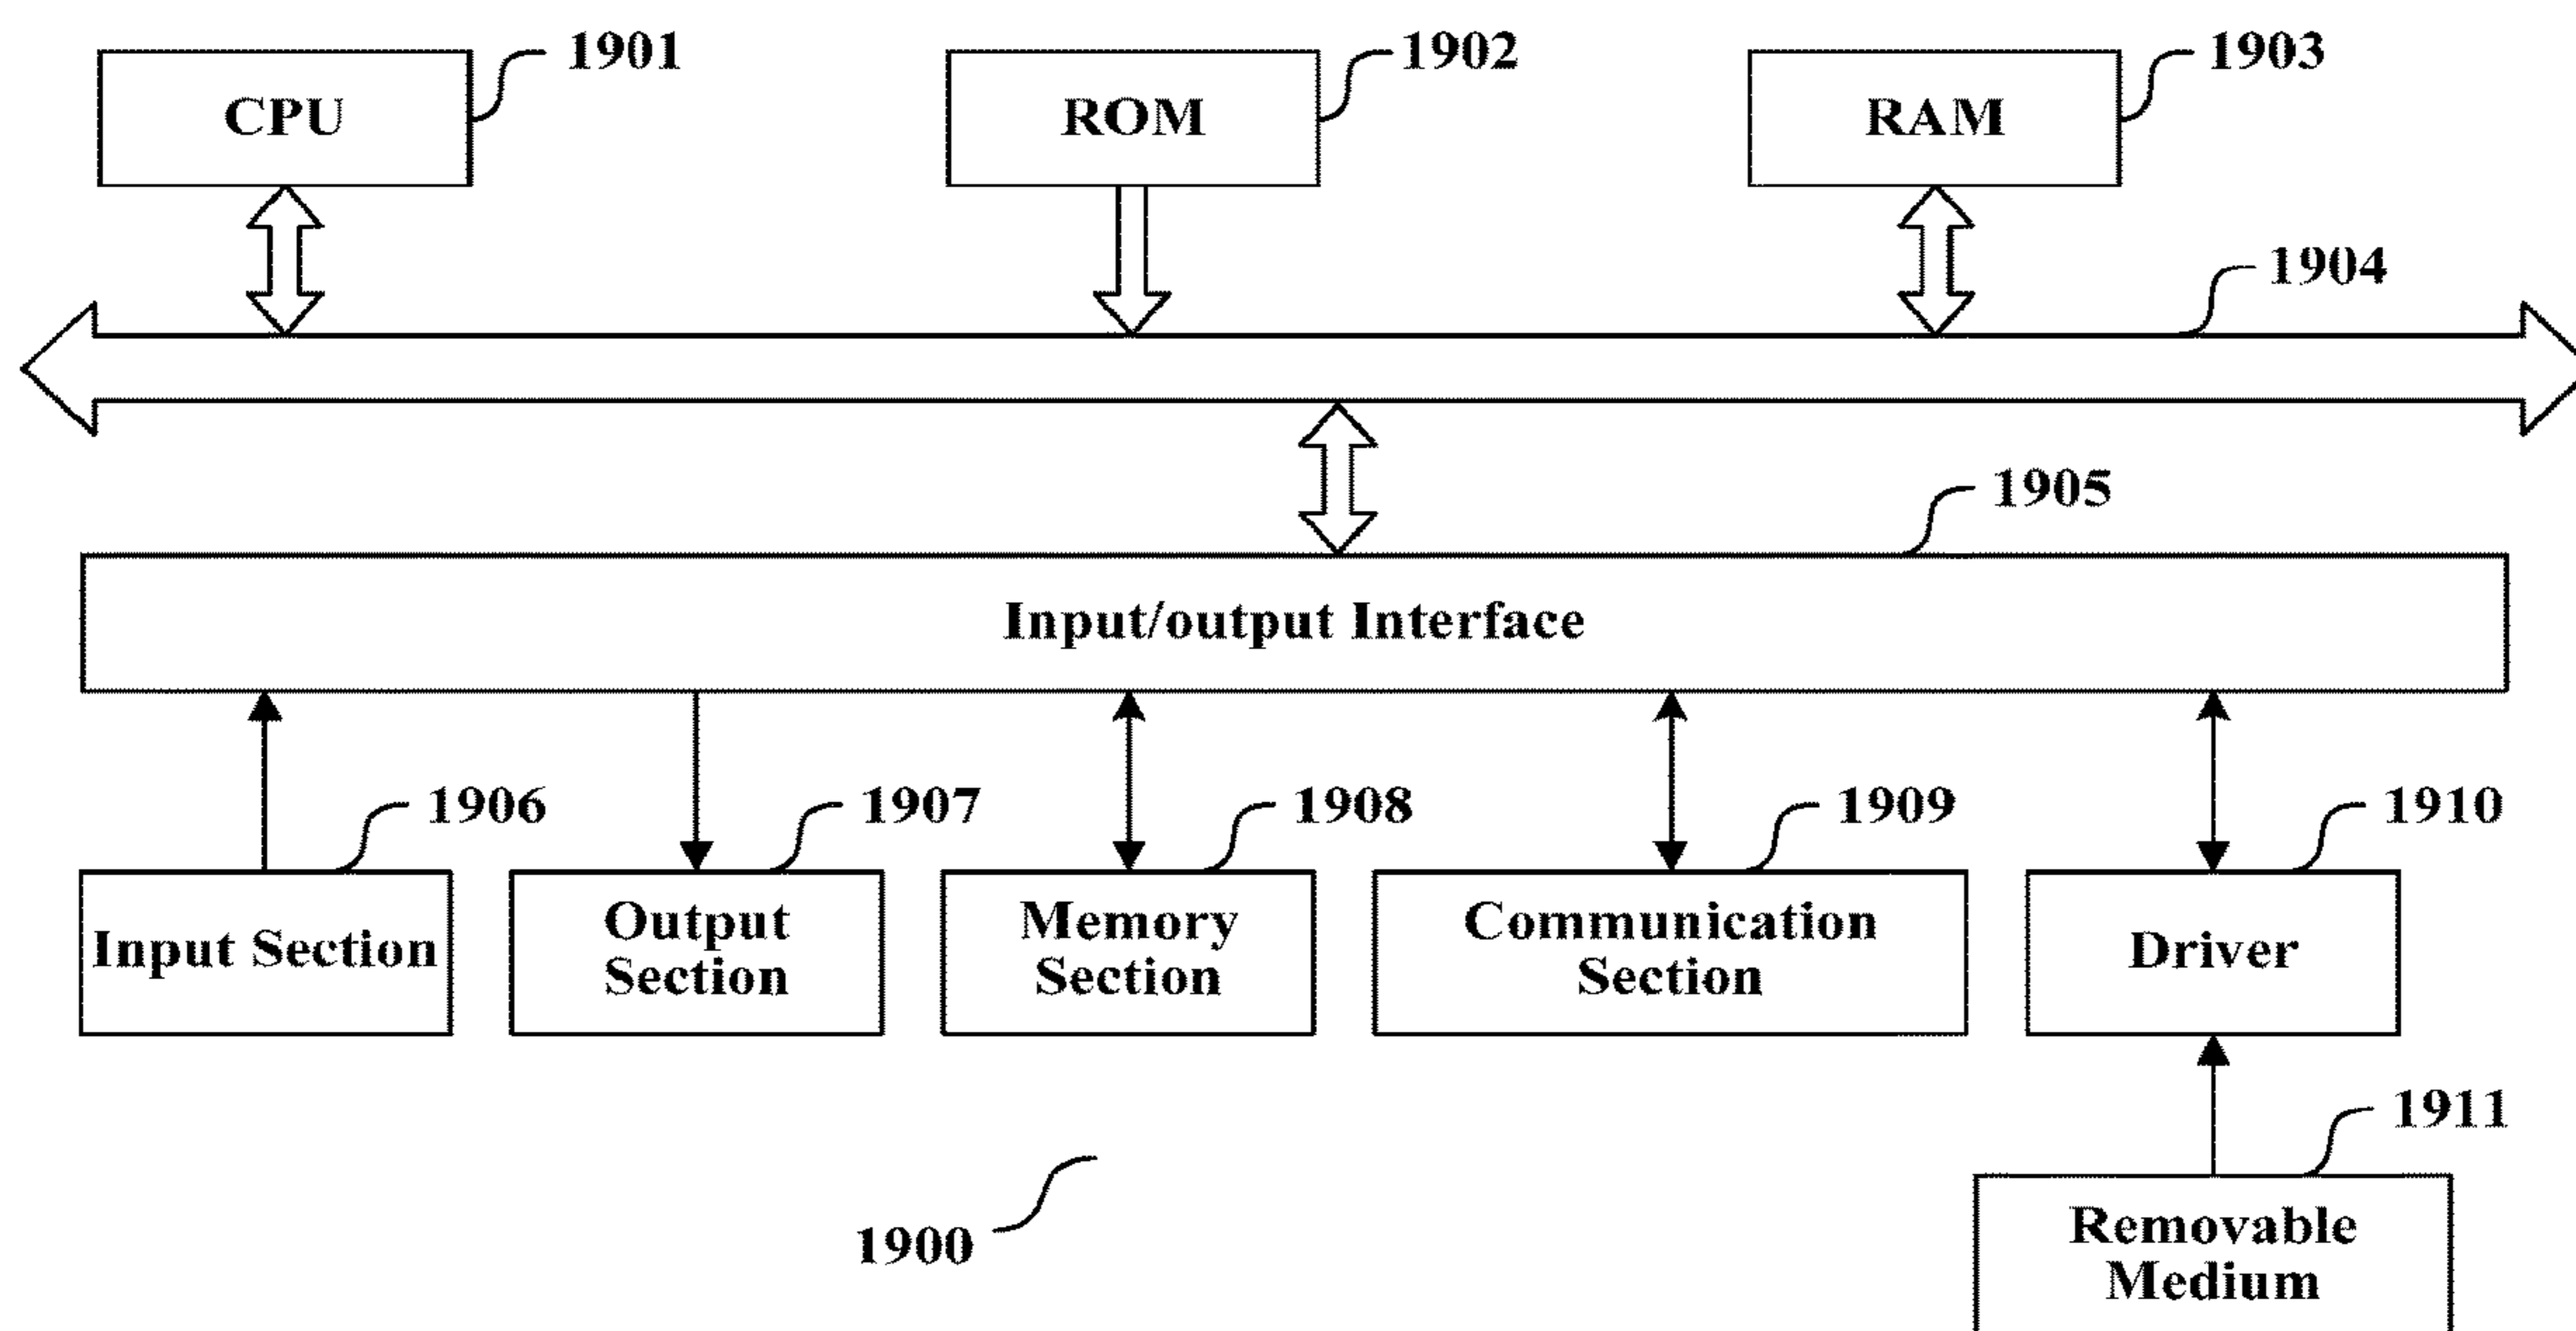 CPU
1901
ROM
1902
RAM
1903
1904
1905
Input/output Interface
1906
1907
1908
1909
1910
Input Section
Output
Section
Memory
Section
Communication
Section
Driver
1911
1900
Removable
Medium